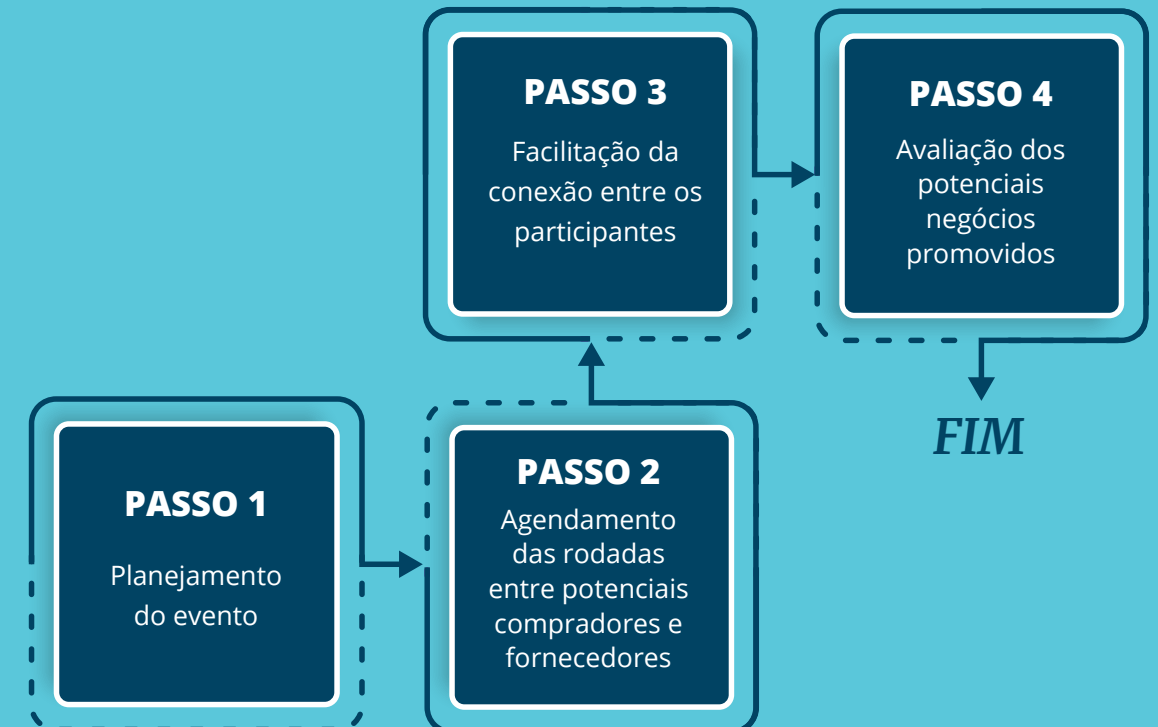 PASSO 1
Planejamento
do evento
PASSO 2
Agendamento
das rodadas
entre potenciais
compradores e
fornecedores
PASSO 3
Facilitação da
conexão entre os
participantes
PASSO 4
Avaliação dos
potenciais
negócios
promovidos
FIM